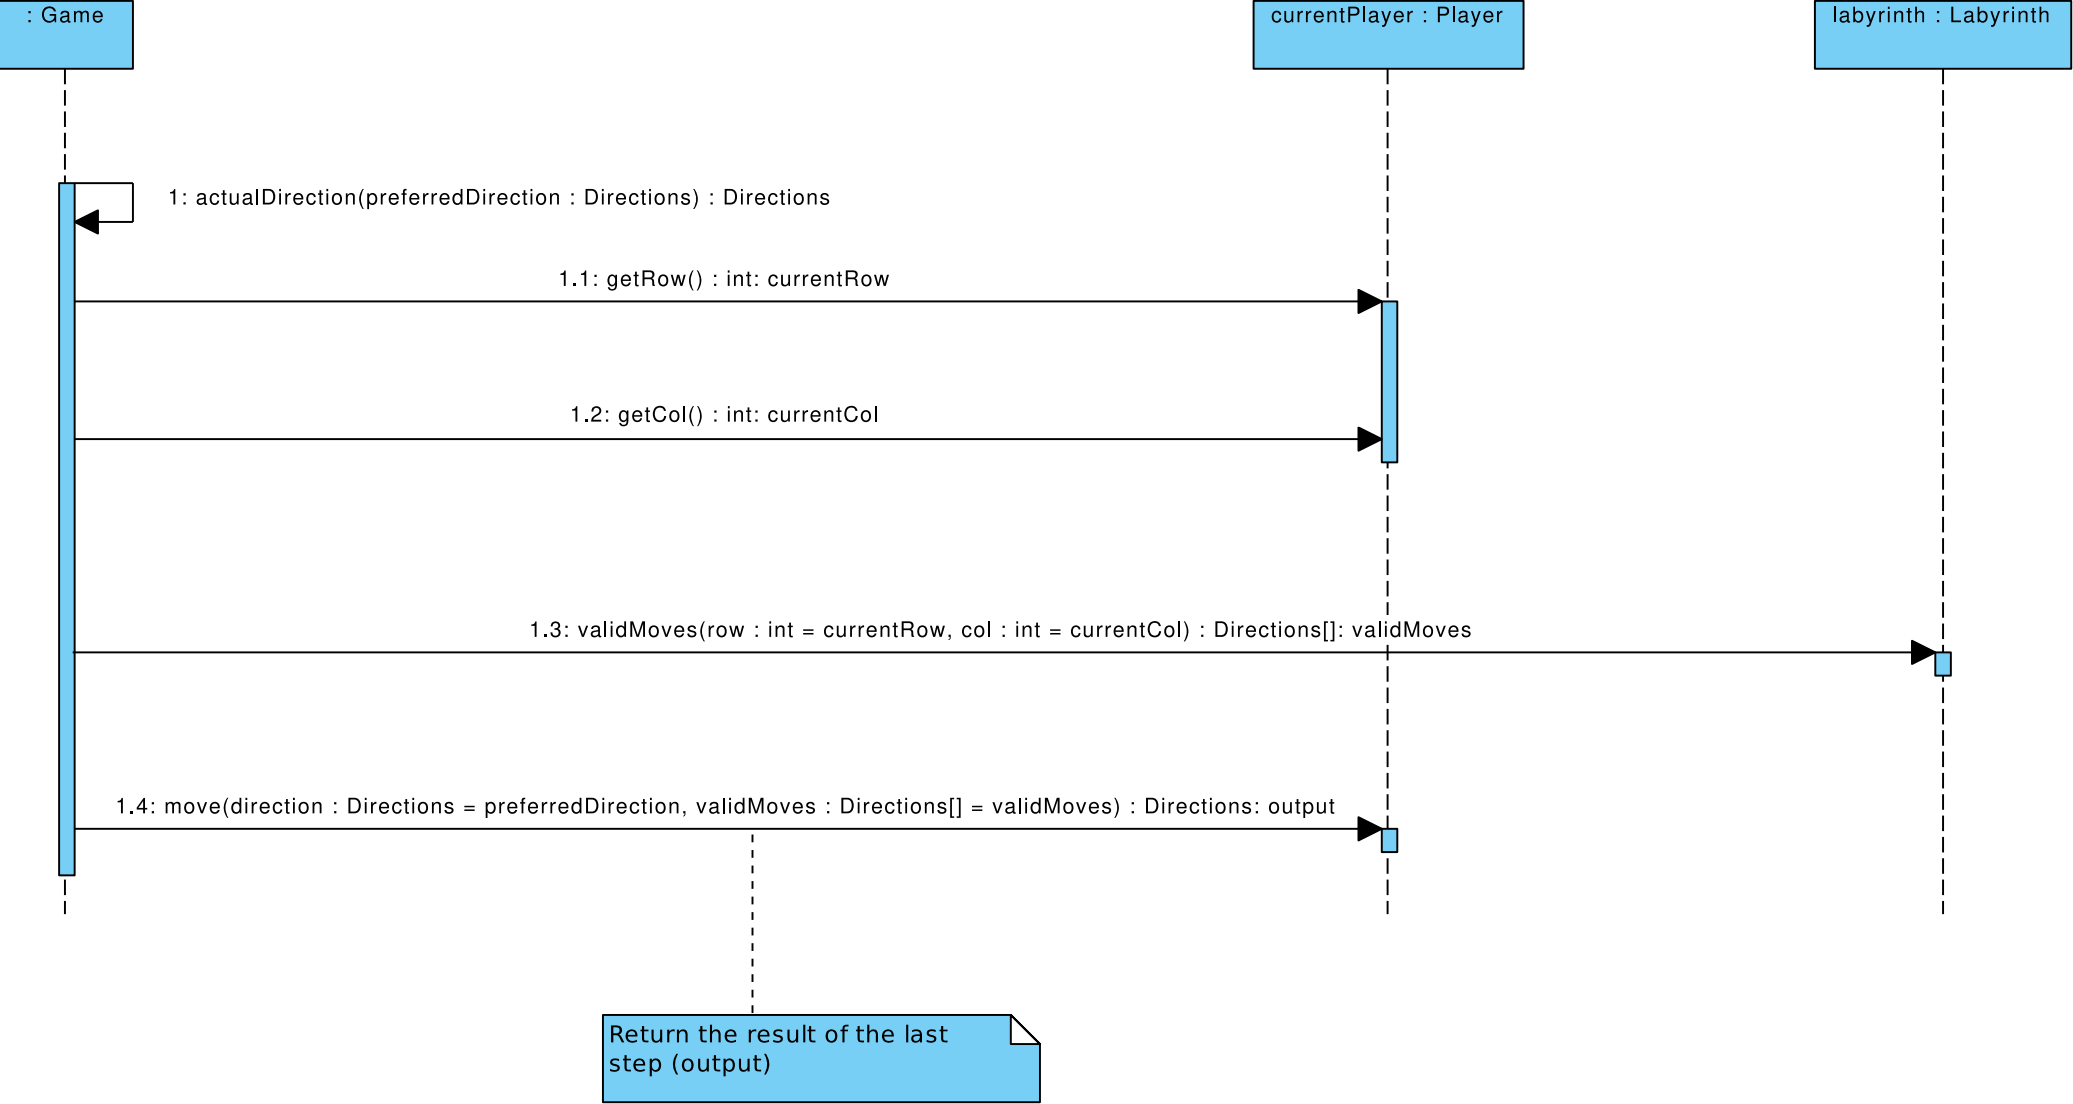 : Game
currentPlayer : Player
labyrinth : Labyrinth
1: actualDirection(preferredDirection : Directions) : Directions
1.1: getRow() : int: currentRow
1.2: getCol() : int: currentCol
1.3: validMoves(row : int = currentRow, col : int = currentCol) : Directions[]: validMoves
1.4: move(direction : Directions = preferredDirection, validMoves : Directions[] = validMoves) : Directions: output
Return the result of the last
step (output)